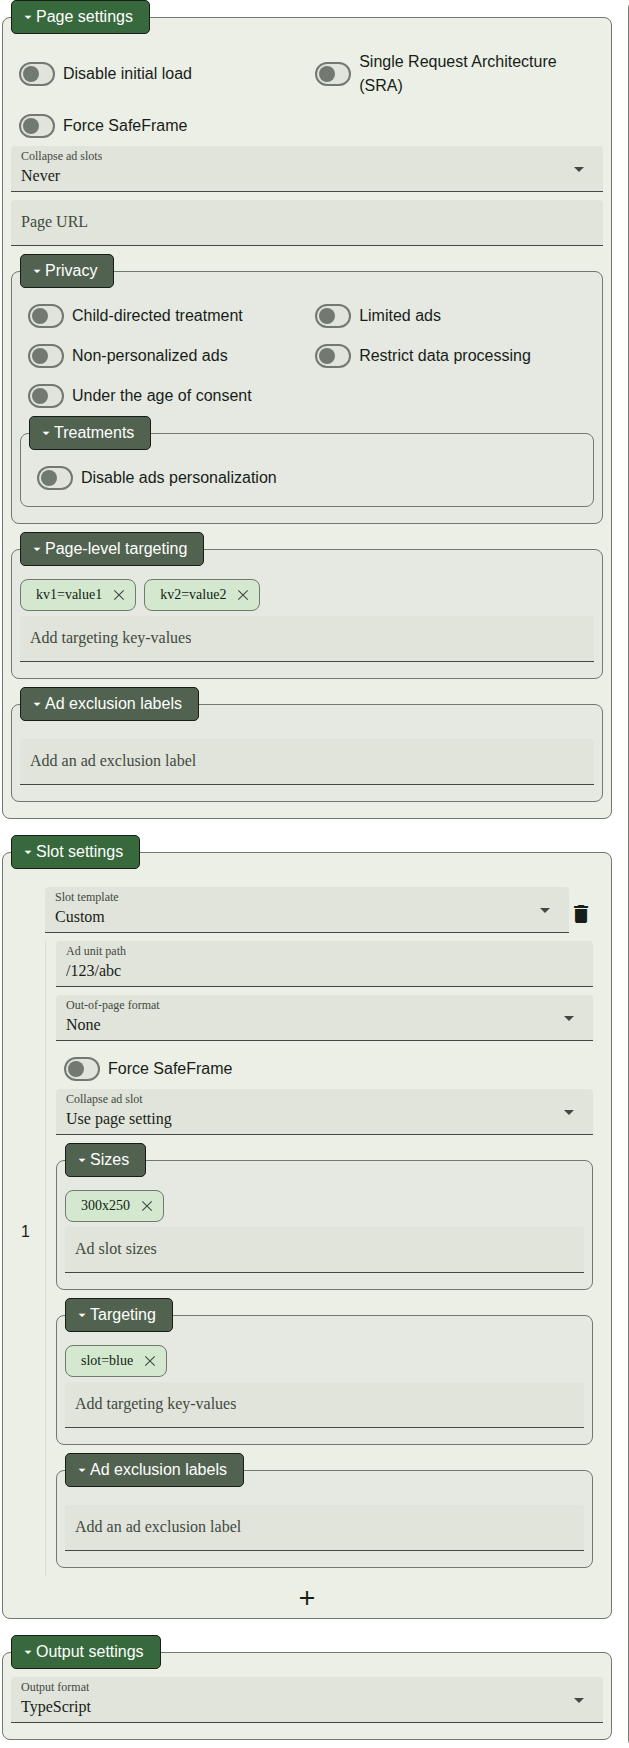 Page settings
Disable initial load
Single Request Architecture
(SRA)
Force SafeFrame
Collapse ad slots
Never
Page URL
Privacy
Child-directed treatment
Limited ads
Non-personalized ads
Restrict data processing
Under the age of consent
Treatments
Disable ads personalization
Page-level targeting
kv1=value1
kv2=value2
Add targeting key-values
Ad exclusion labels
Add an ad exclusion label
Slot settings
Slot template
Custom
Ad unit path
/123/abc
Out-of-page format
None
Force SafeFrame
Collapse ad slot
Use page setting
Sizes
300x250
1
Ad slot sizes
Targeting
slot=blue
Add targeting key-values
Ad exclusion labels
Add an ad exclusion label
+
Output settings
Output format
TypeScript